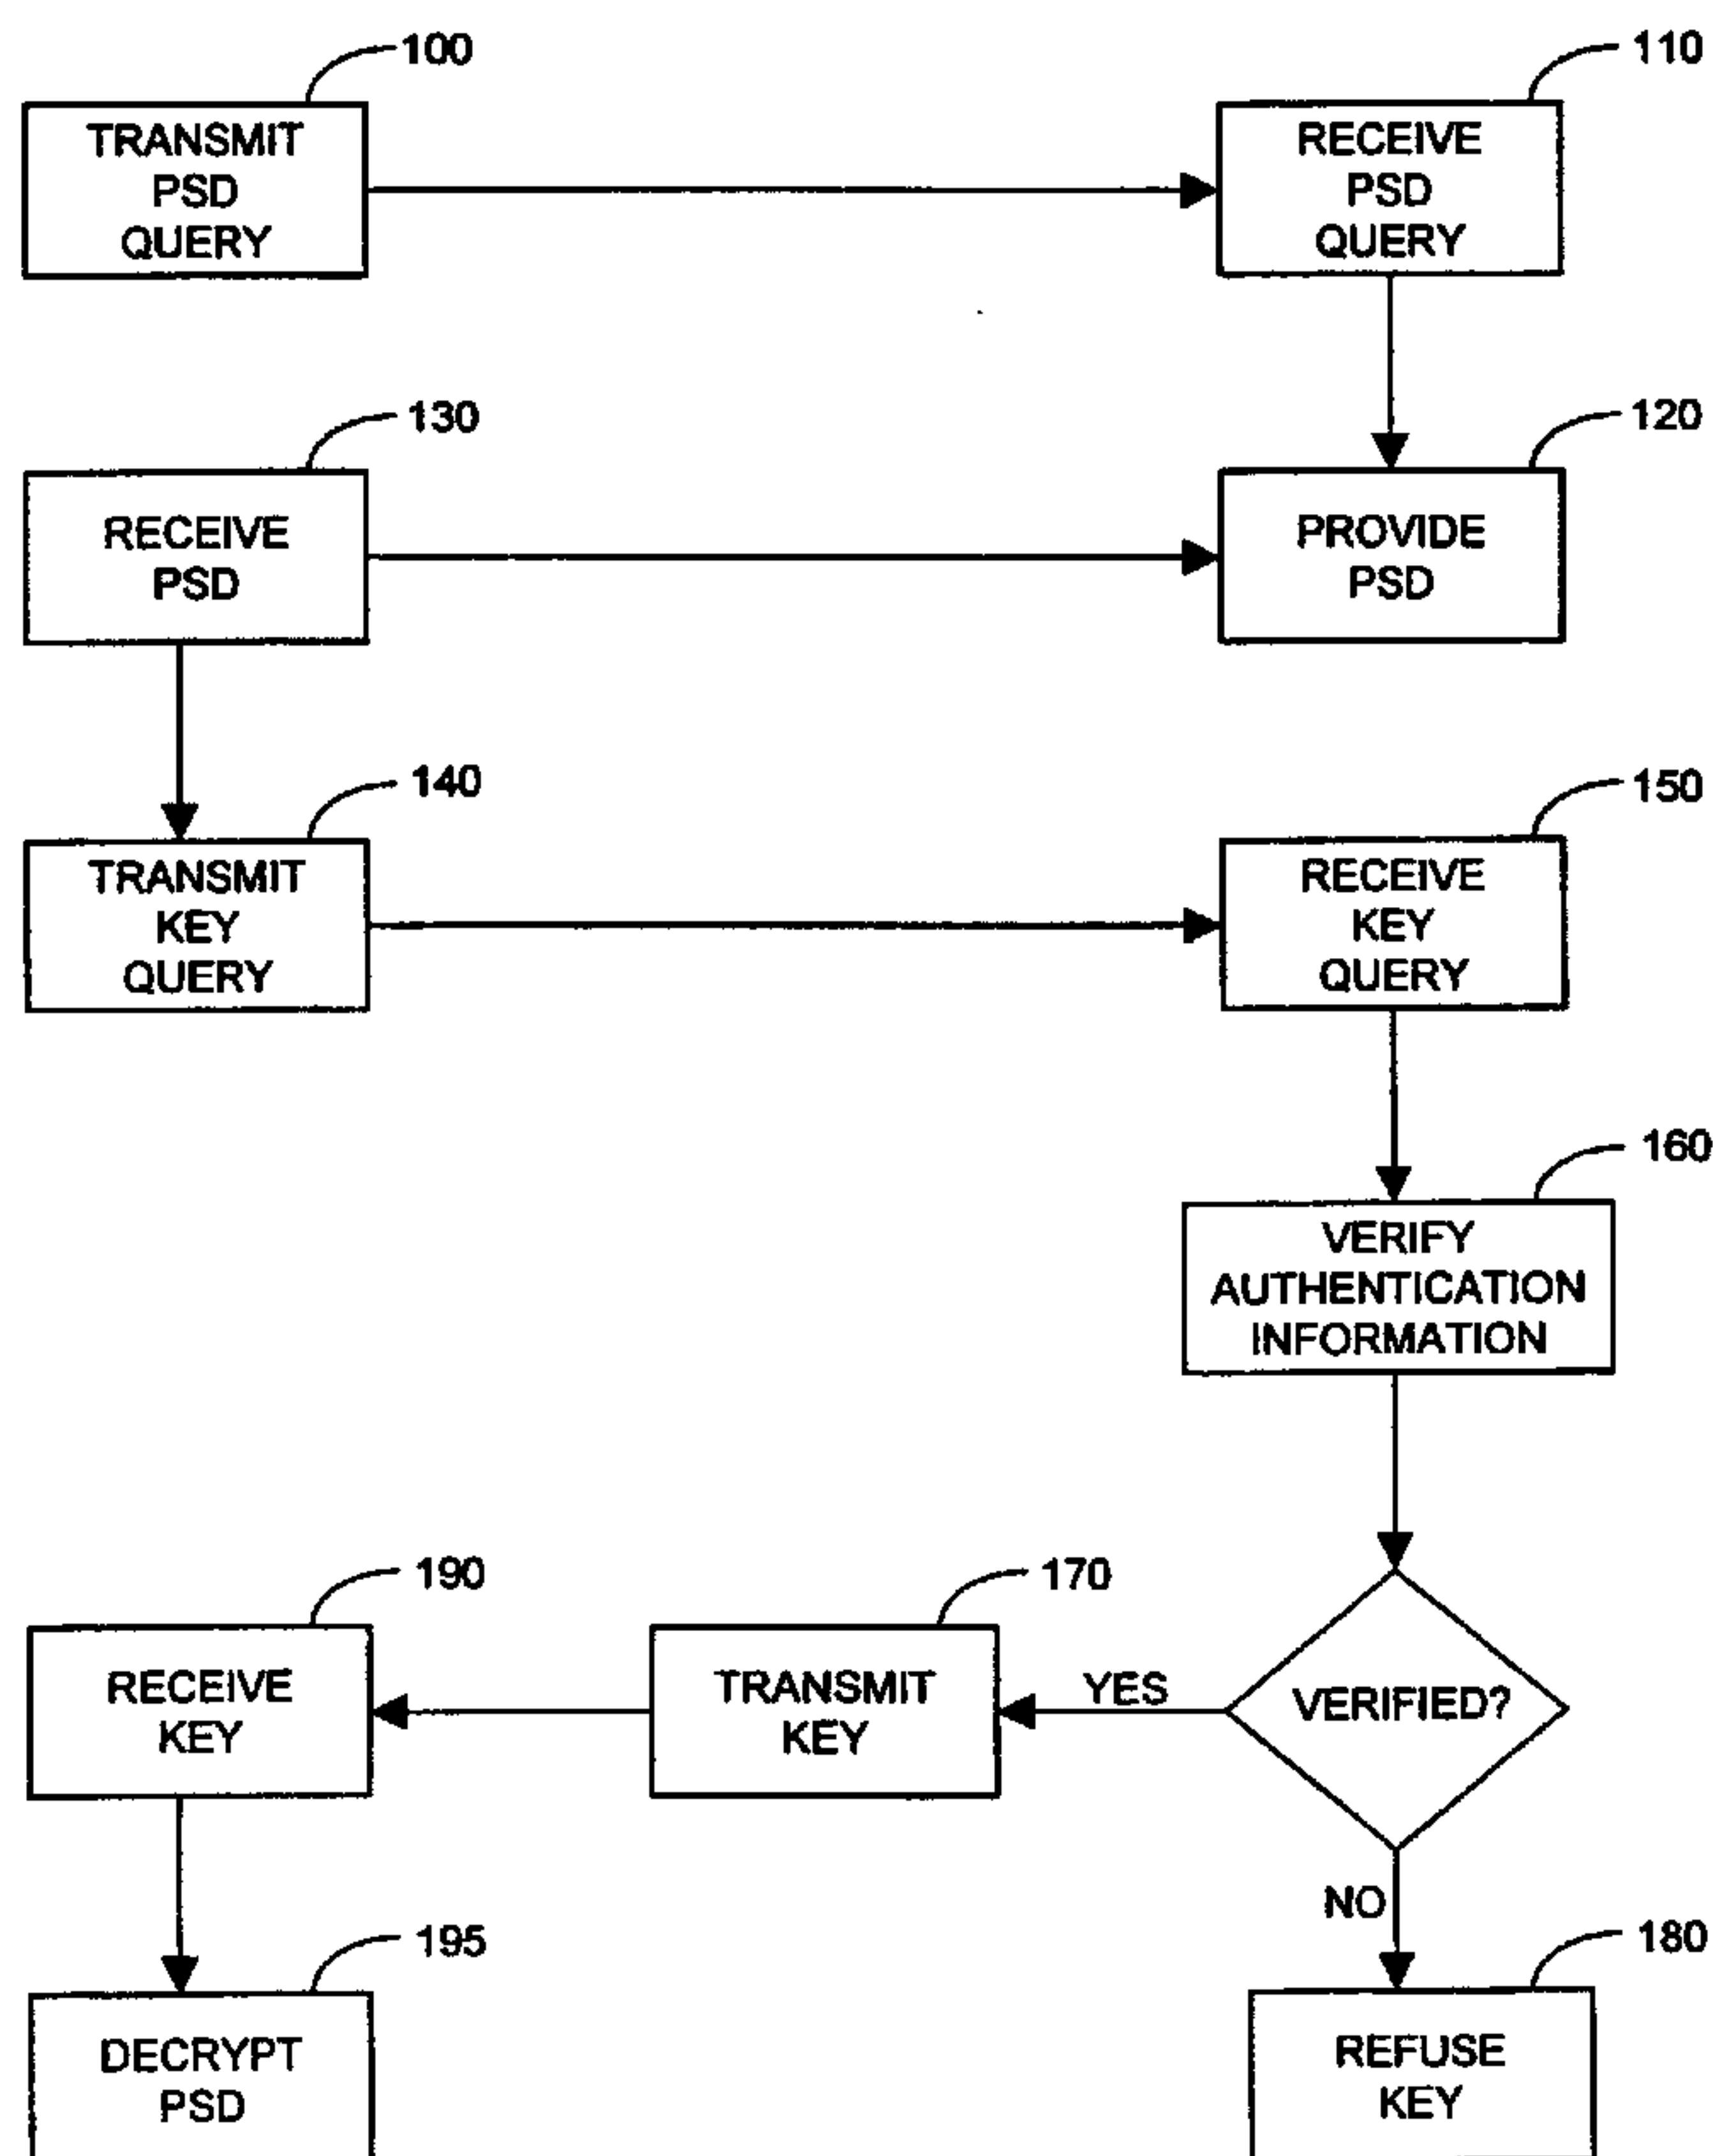 100
TRANSMIT
PSD
QUERY
110
RECEIVE
PSD
QUERY
130
RECEIVE
PSD
120
PROVIDE
PSD
140
TRANSMIT
KEY
QUERY
150
RECEIVE
KEY
QUERY
160
VERIFY
AUTHENTICATION
INFORMATION
190
RECEIVE
KEY
170
TRANSMIT
KEY
YES
VERIFIED?
NO
195
DECRYPT
PSD
180
REFUSE
KEY